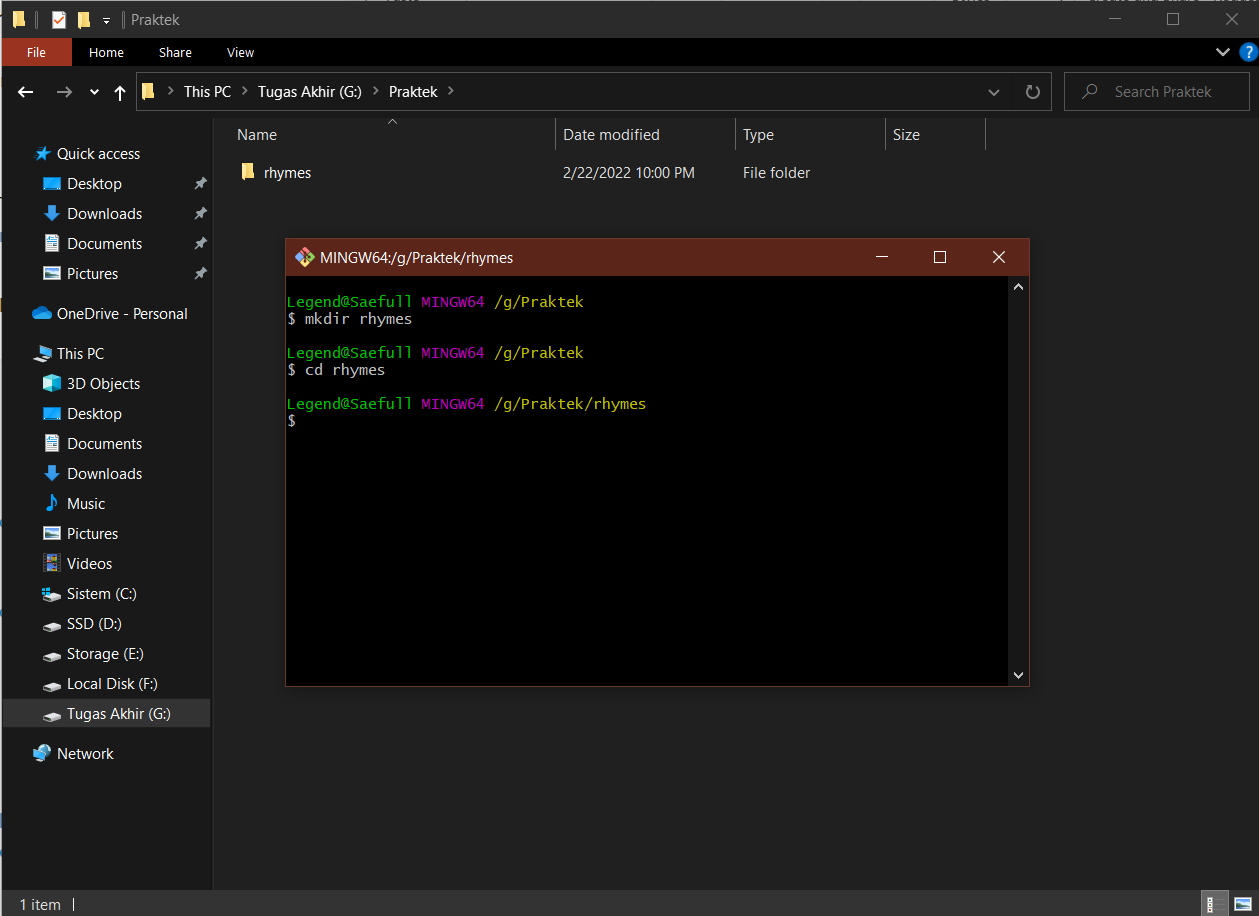 Praktek
File Home Share View
This PC Tugas Akhir (G:) Praktek Search Praktek
Name Date modified Type Size
rhymes 2/22/2022 10:00 PM File folder
Quick access
Desktop
Downloads
Documents
Pictures
OneDrive - Personal
This PC
3D Objects
Desktop
Documents
Downloads
Music
Pictures
Videos
Sistem (C:)
SSD (D:)
Storage (E:)
Local Disk (F:)
Tugas Akhir (G:)
Network
MINGW64:/g/Praktek/rhymes
Legend@Saefull MINGW64 /g/Praktek
$ mkdir rhymes
Legend@Saefull MINGW64 /g/Praktek
$ cd rhymes
Legend@Saefull MINGW64 /g/Praktek/rhymes
$
1 item